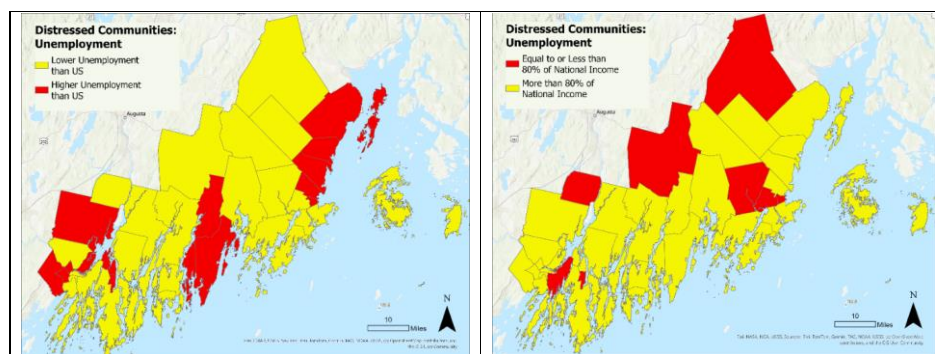 Distressed Communities:
Unemployment
Lower Unemployment
than US
Higher Unemployment
than US
Augusta
N
10
Miles
Distressed Communities:
Unemployment
Equal to or Less than
80% of National Income
More than 80% of
National Income
Augusta
N
10
Miles